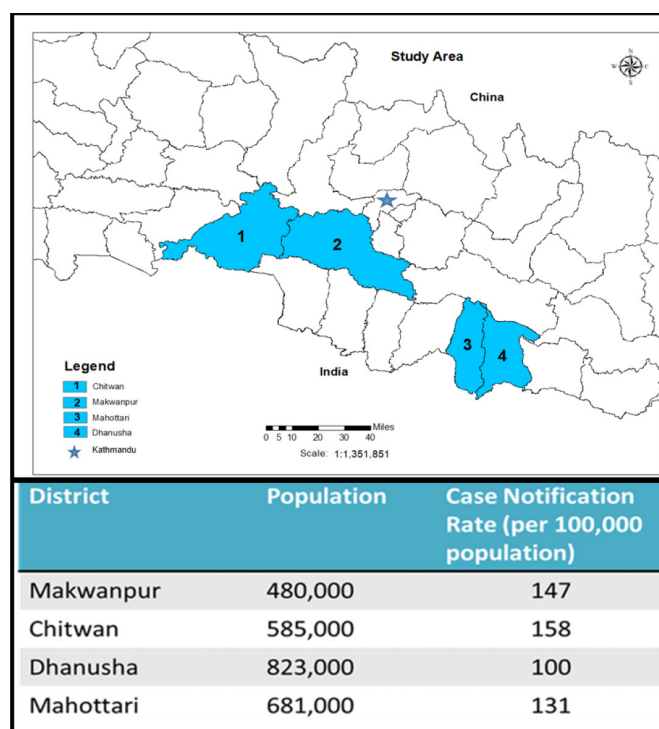 Study Area
N
W E
S
China
1
2
3
4
India
Legend
1 Chitwan
2 Makwanpur
3 Mahottari
4 Dhanusha
Kathmandu
0 5 10 20 30 40 Miles
Scale: 1:1,351,851
District Population Case Notification
Rate (per 100,000
population)
Makwanpur 480,000 147
Chitwan 585,000 158
Dhanusha 823,000 100
Mahottari 681,000 131